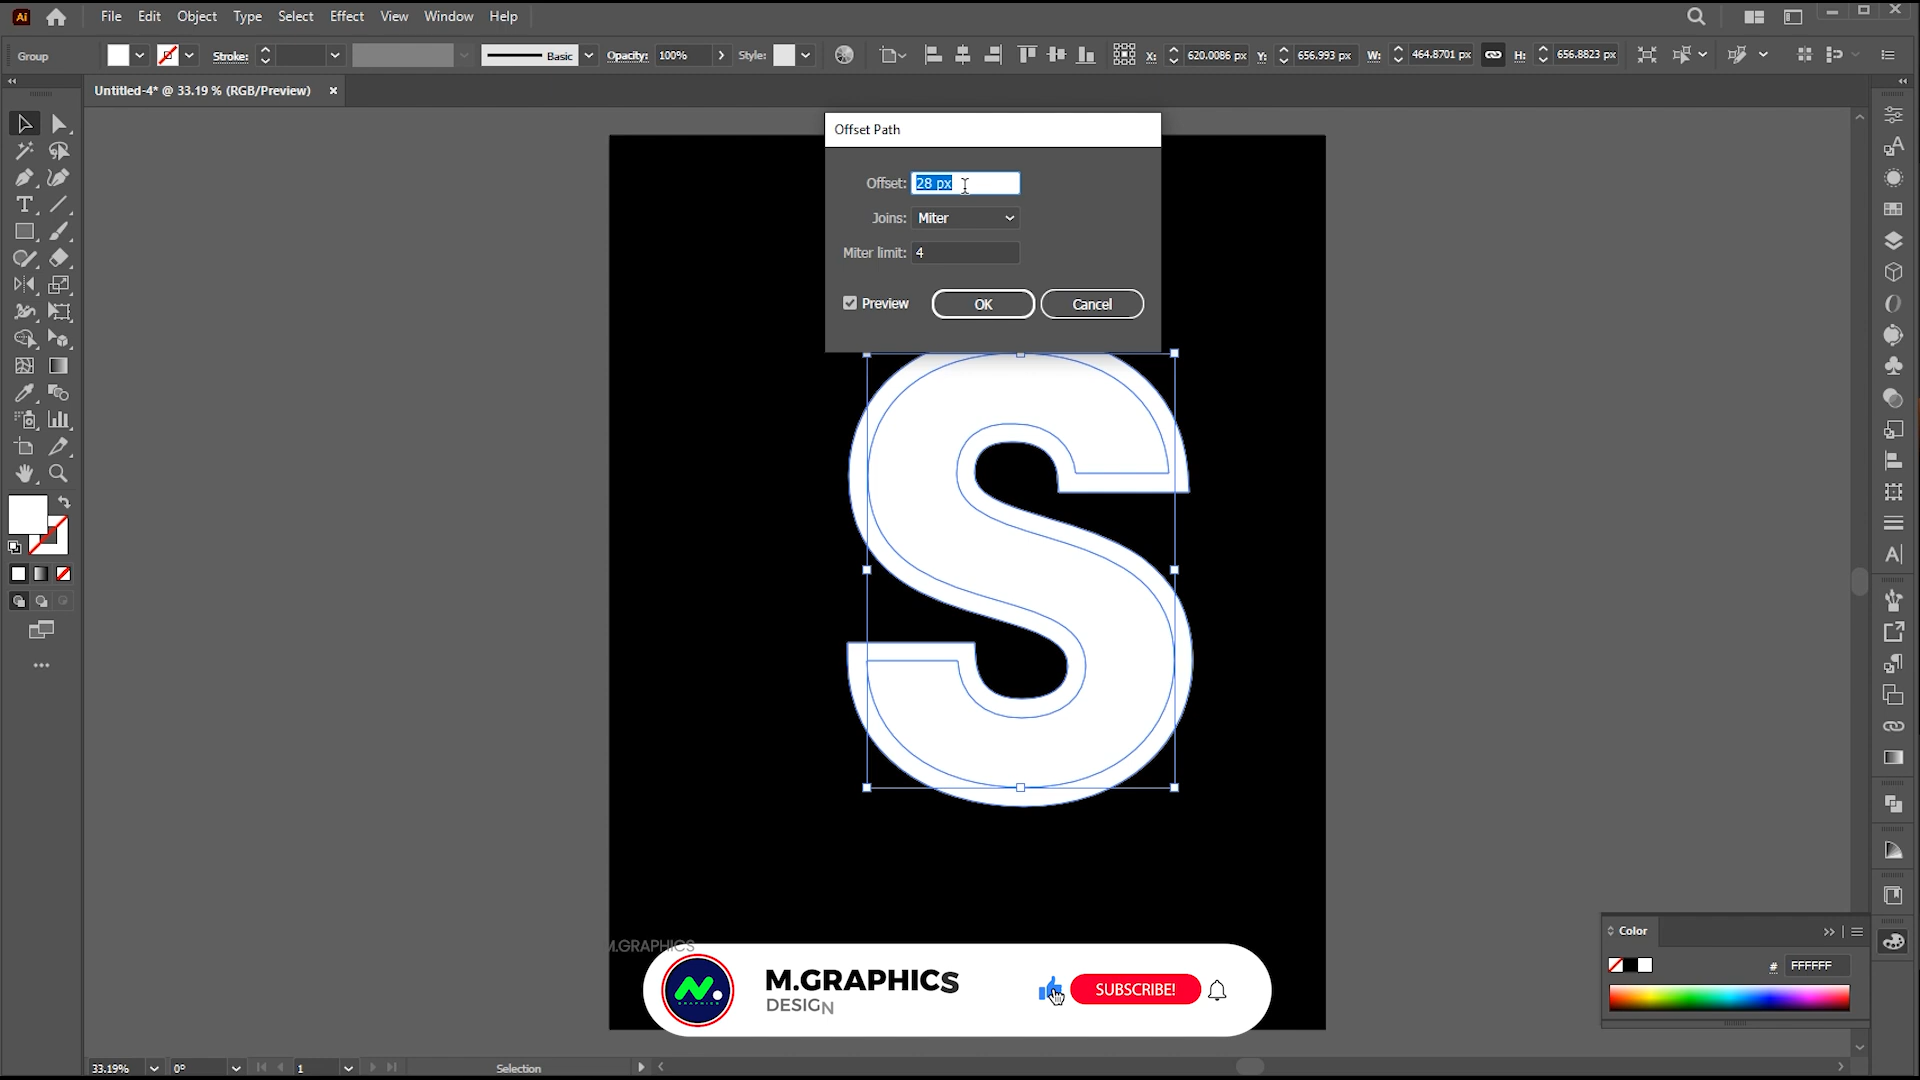 Ai File Edit Object Type Select Effect View Window Help
Group Stroke: Basic Opacity: 100% Style: X: 620.0086 px Y: 656.993 px W: 464.8701 px H: 656.8823 px
Untitled-4* @ 33.19 % (RGB/Preview) ×
Offset Path
Offset: 28 px
Joins: Miter
Miter limit: 4
Preview OK Cancel
S
Color
# FFFFFF
M.GRAPHICS
M.GRAPHICS
DESIGN
SUBSCRIBE!
33.19% 0° 1 Selection